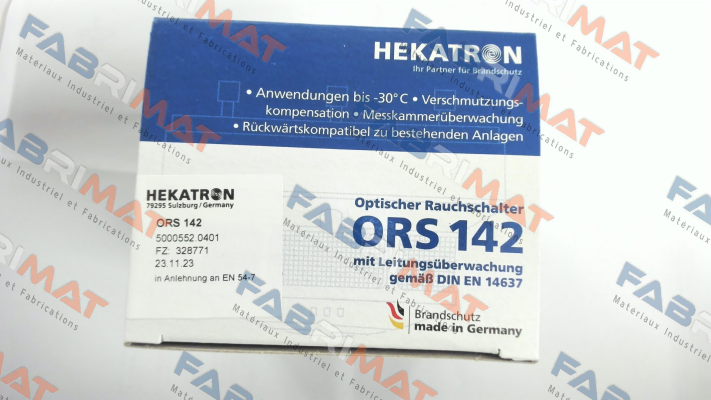 HEKATRON
Ihr Partner für Brandschutz
• Anwendungen bis -30°C • Verschmutzungs-
kompensation • Messkammerüberwachung
• Rückwärtskompatibel zu bestehenden Anlagen
HEKATRON
79295 Sulzburg/Germany
ORS 142
5000552 0401
FZ: 328771
23.11.23
in Anlehnung an EN 54-7
Optischer Rauchschalter
ORS 142
mit Leitungsüberwachung
gemäß DIN EN 14637
Brandschutz
made in Germany
FABRIMAT
Matériaux Industriel et Fabrications